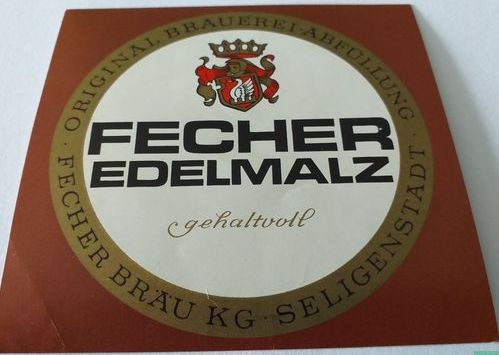 ORIGINAL BRAUEREI-ABFÜLLUNG
FECHER
EDELMALZ
gehaltvoll
· FECHER BRÄU KG · SELIGENSTADT ·